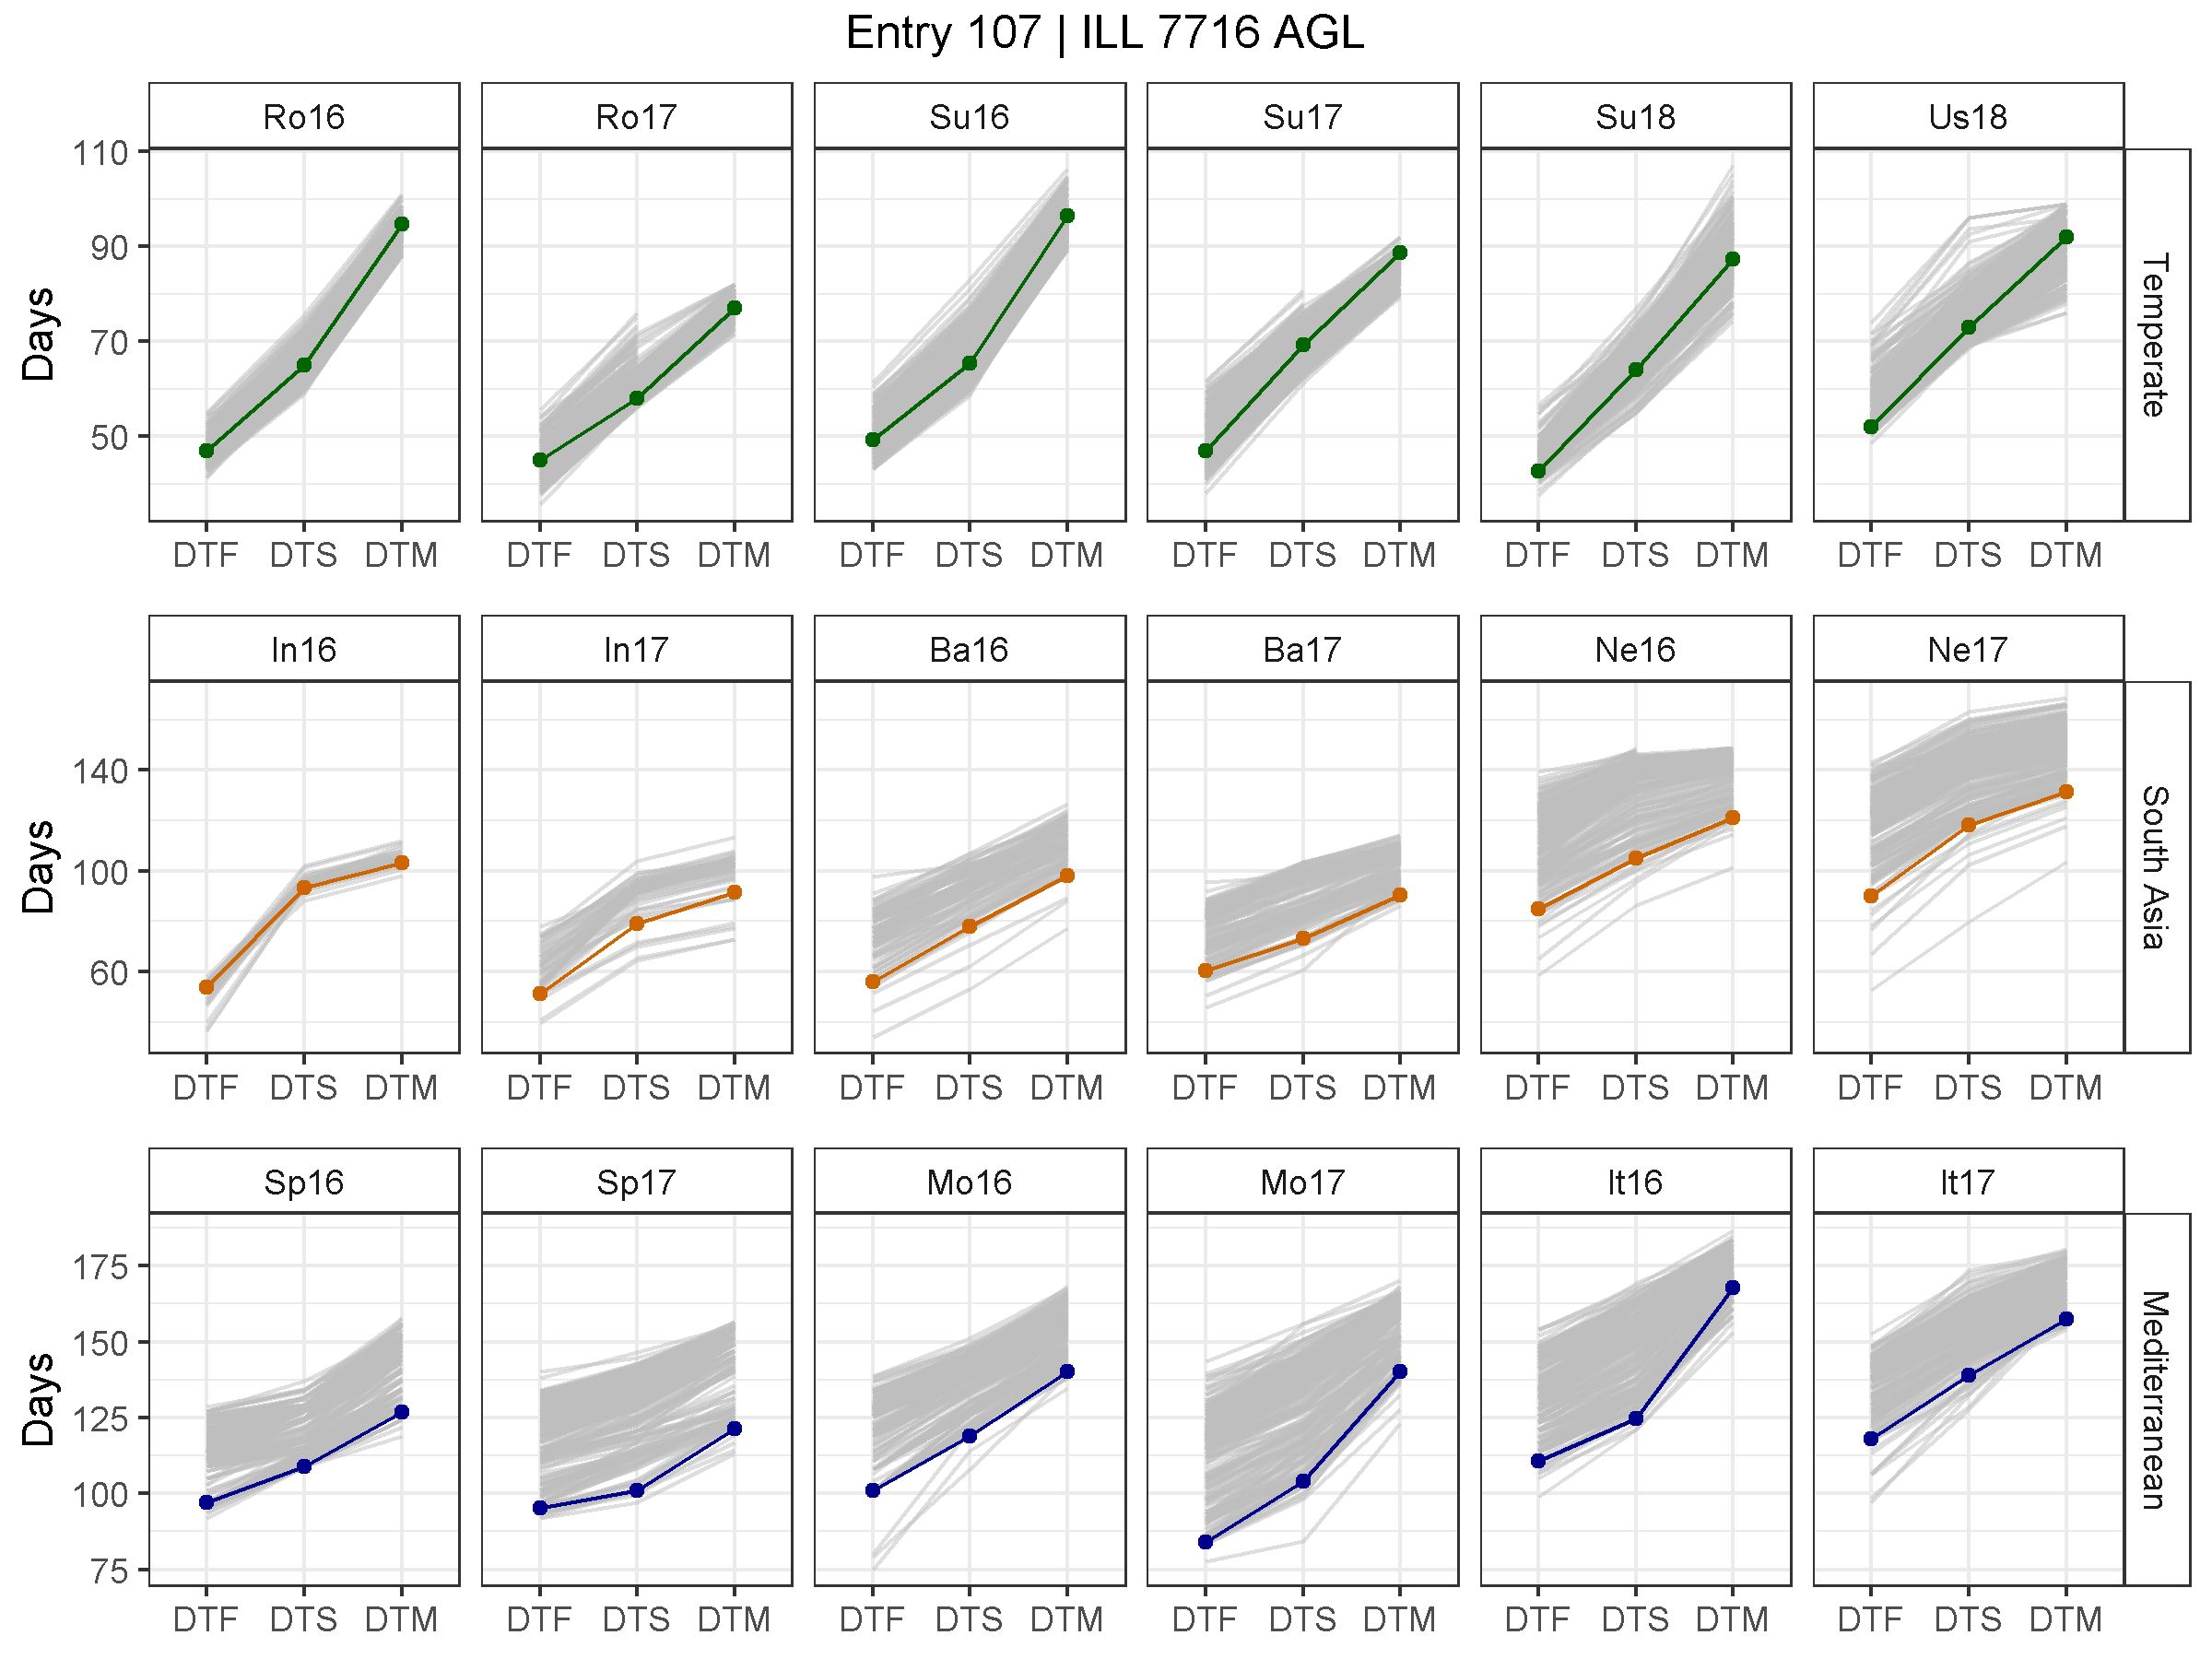 Entry 107 | ILL 7716 AGL
Ro16 Ro17 Su16 Su17 Su18 Us18
Days
110
90
70
50
Temperate
DTF DTS DTM DTF DTS DTM DTF DTS DTM DTF DTS DTM DTF DTS DTM DTF DTS DTM
In16 In17 Ba16 Ba17 Ne16 Ne17
Days
140
100
60
South Asia
DTF DTS DTM DTF DTS DTM DTF DTS DTM DTF DTS DTM DTF DTS DTM DTF DTS DTM
Sp16 Sp17 Mo16 Mo17 It16 It17
Days
175
150
125
100
75
Mediterranean
DTF DTS DTM DTF DTS DTM DTF DTS DTM DTF DTS DTM DTF DTS DTM DTF DTS DTM